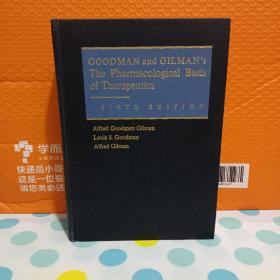 GOODMAN and GILMAN's
The Pharmacological Basis
of Therapeutics
SIXTH EDITION
Alfred Goodman Gilman
Louis S. Goodman
Alfred Gilman
学而
快递员小哥
这是一位爱
请您务必